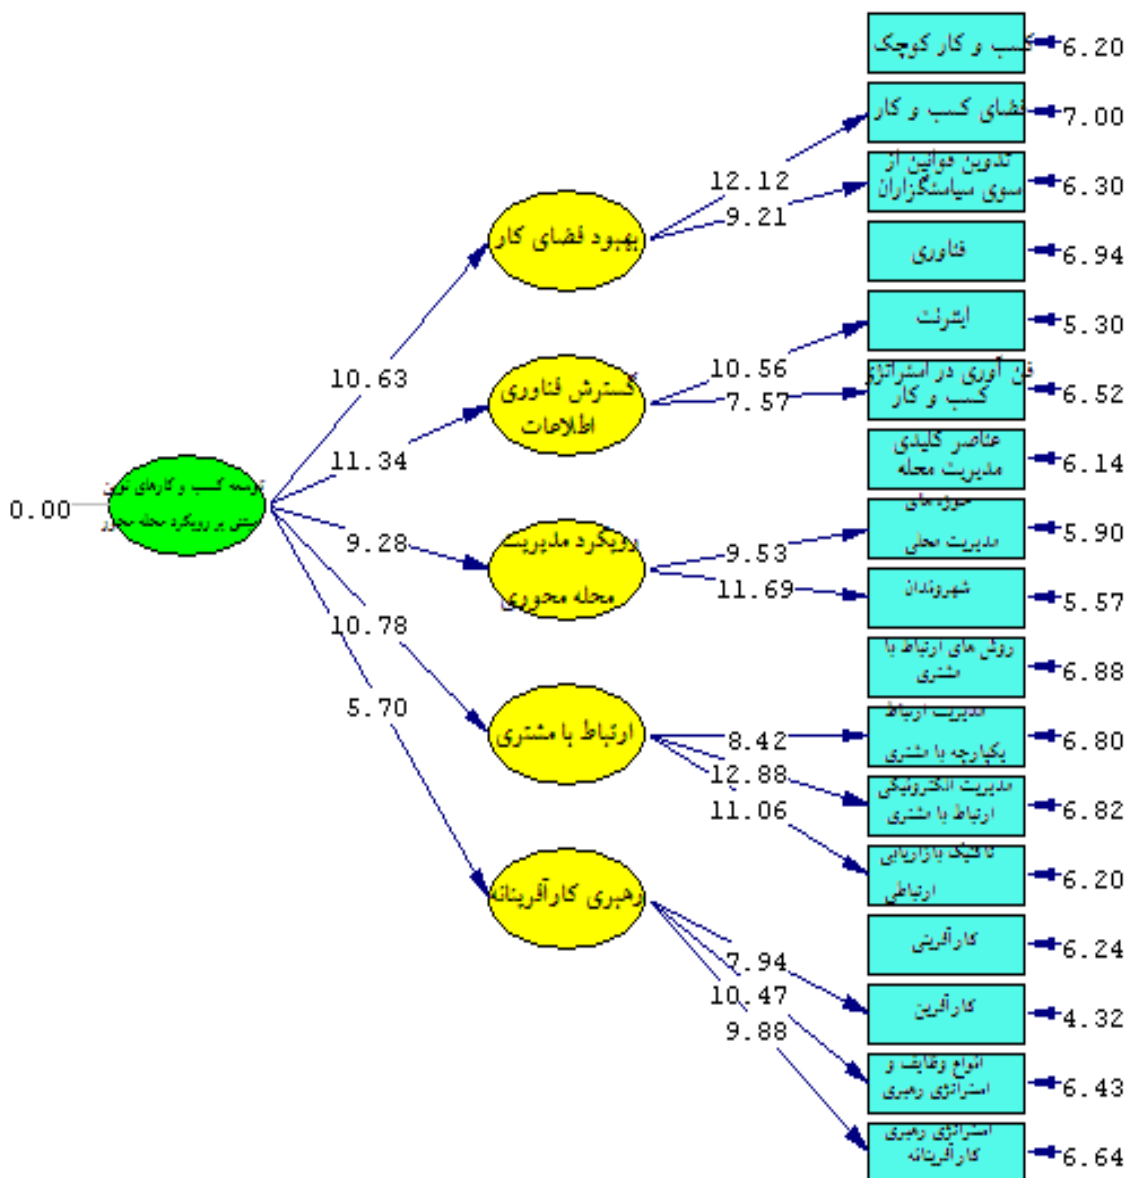 کسب و کار کوچک
6.20
فضای کسب و کار
7.00
تدوین قوانین از
سوی سیاستگزاران
6.30
فناوری
6.94
اینترنت
5.30
فن آوری در استراتژی
کسب و کار
6.52
عناصر کلیدی
مدیریت محله
6.14
حوزه های
مدیریت محلی
5.90
شهروندان
5.57
روش های ارتباط با
مشتری
6.88
مدیریت ارتباط
یکپارچه با مشتری
6.80
مدیریت الکترونیکی
ارتباط با مشتری
6.82
تاکتیک بازاریابی
ارتباطی
6.20
کارآفرینی
6.24
کارآفرین
4.32
انواع وظایف و
استراتژی رهبری
6.43
استراتژی رهبری
کارآفرینانه
6.64
12.12
9.21
10.56
7.57
9.53
11.69
8.42
12.88
11.06
7.94
10.47
9.88
بهبود فضای کار
گسترش فناوری
اطلاعات
رویکرد مدیریت
محله محوری
ارتباط با مشتری
رهبری کارآفرینانه
10.63
11.34
9.28
10.78
5.70
توسعه کسب و کارهای نوین
مبتنی بر رویکرد محله محور
0.00